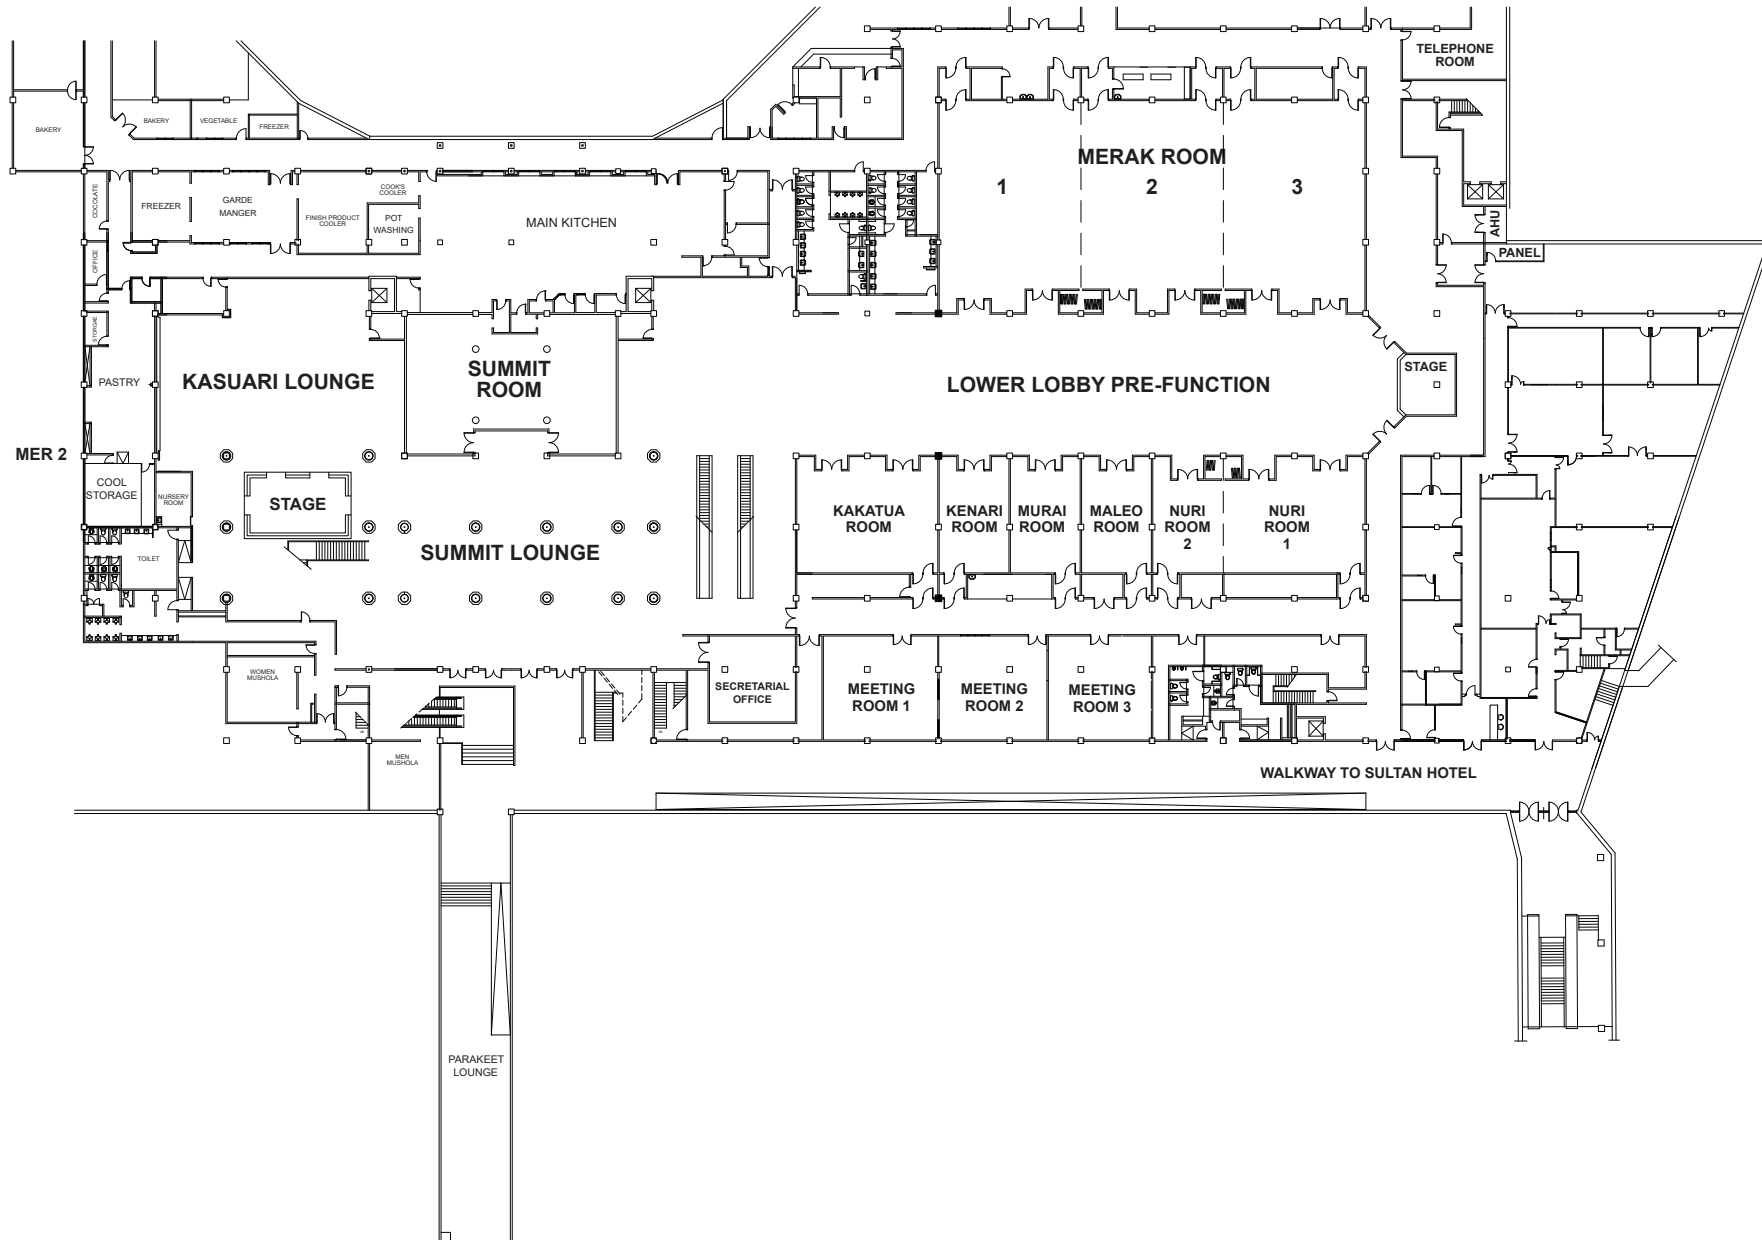 TELEPHONE
ROOM
BAKERY
BAKERY
VEGETABLE
FREEZER
MERAK ROOM
1
2
3
COCOLATE
FREEZER
GARDE
MANGER
COOK'S
COOLER
FINISH PRODUCT
COOLER
POT
WASHING
MAIN KITCHEN
AHU
PANEL
OFFICE
STORGAE
PASTRY
KASUARI LOUNGE
SUMMIT
ROOM
LOWER LOBBY PRE-FUNCTION
STAGE
MER 2
COOL
STORAGE
NURSERY
ROOM
STAGE
KAKATUA
ROOM
KENARI
ROOM
MURAI
ROOM
MALEO
ROOM
NURI
ROOM
2
NURI
ROOM
1
TOILET
SUMMIT LOUNGE
WOMEN
MUSHOLA
SECRETARIAL
OFFICE
MEETING
ROOM 1
MEETING
ROOM 2
MEETING
ROOM 3
MEN
MUSHOLA
WALKWAY TO SULTAN HOTEL
PARAKEET
LOUNGE